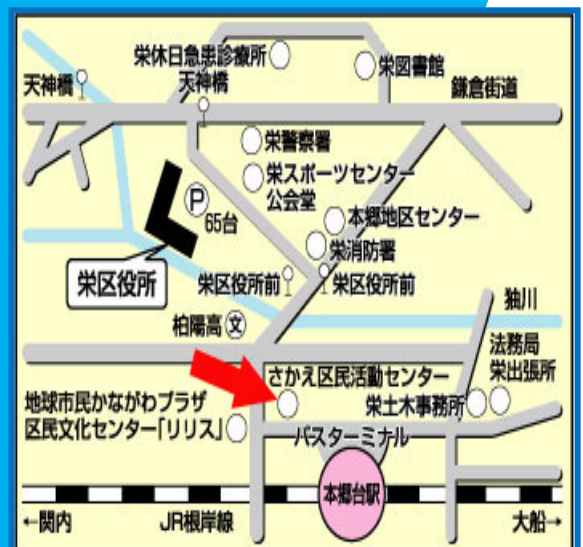 栄休日急患診療所
天神橋
天神橋
栄図書館
鎌倉街道
栄警察署
栄スポーツセンター
公会堂
P
65台
本郷地区センター
栄消防署
栄区役所
栄区役所前
栄区役所前
狆川
柏陽高
文
法務局
栄出張所
さかえ区民活動センター
地球市民かながわプラザ
区民文化センター「リリス」
栄土木事務所
バスターミナル
本郷台駅
←関内
JR根岸線
大船→